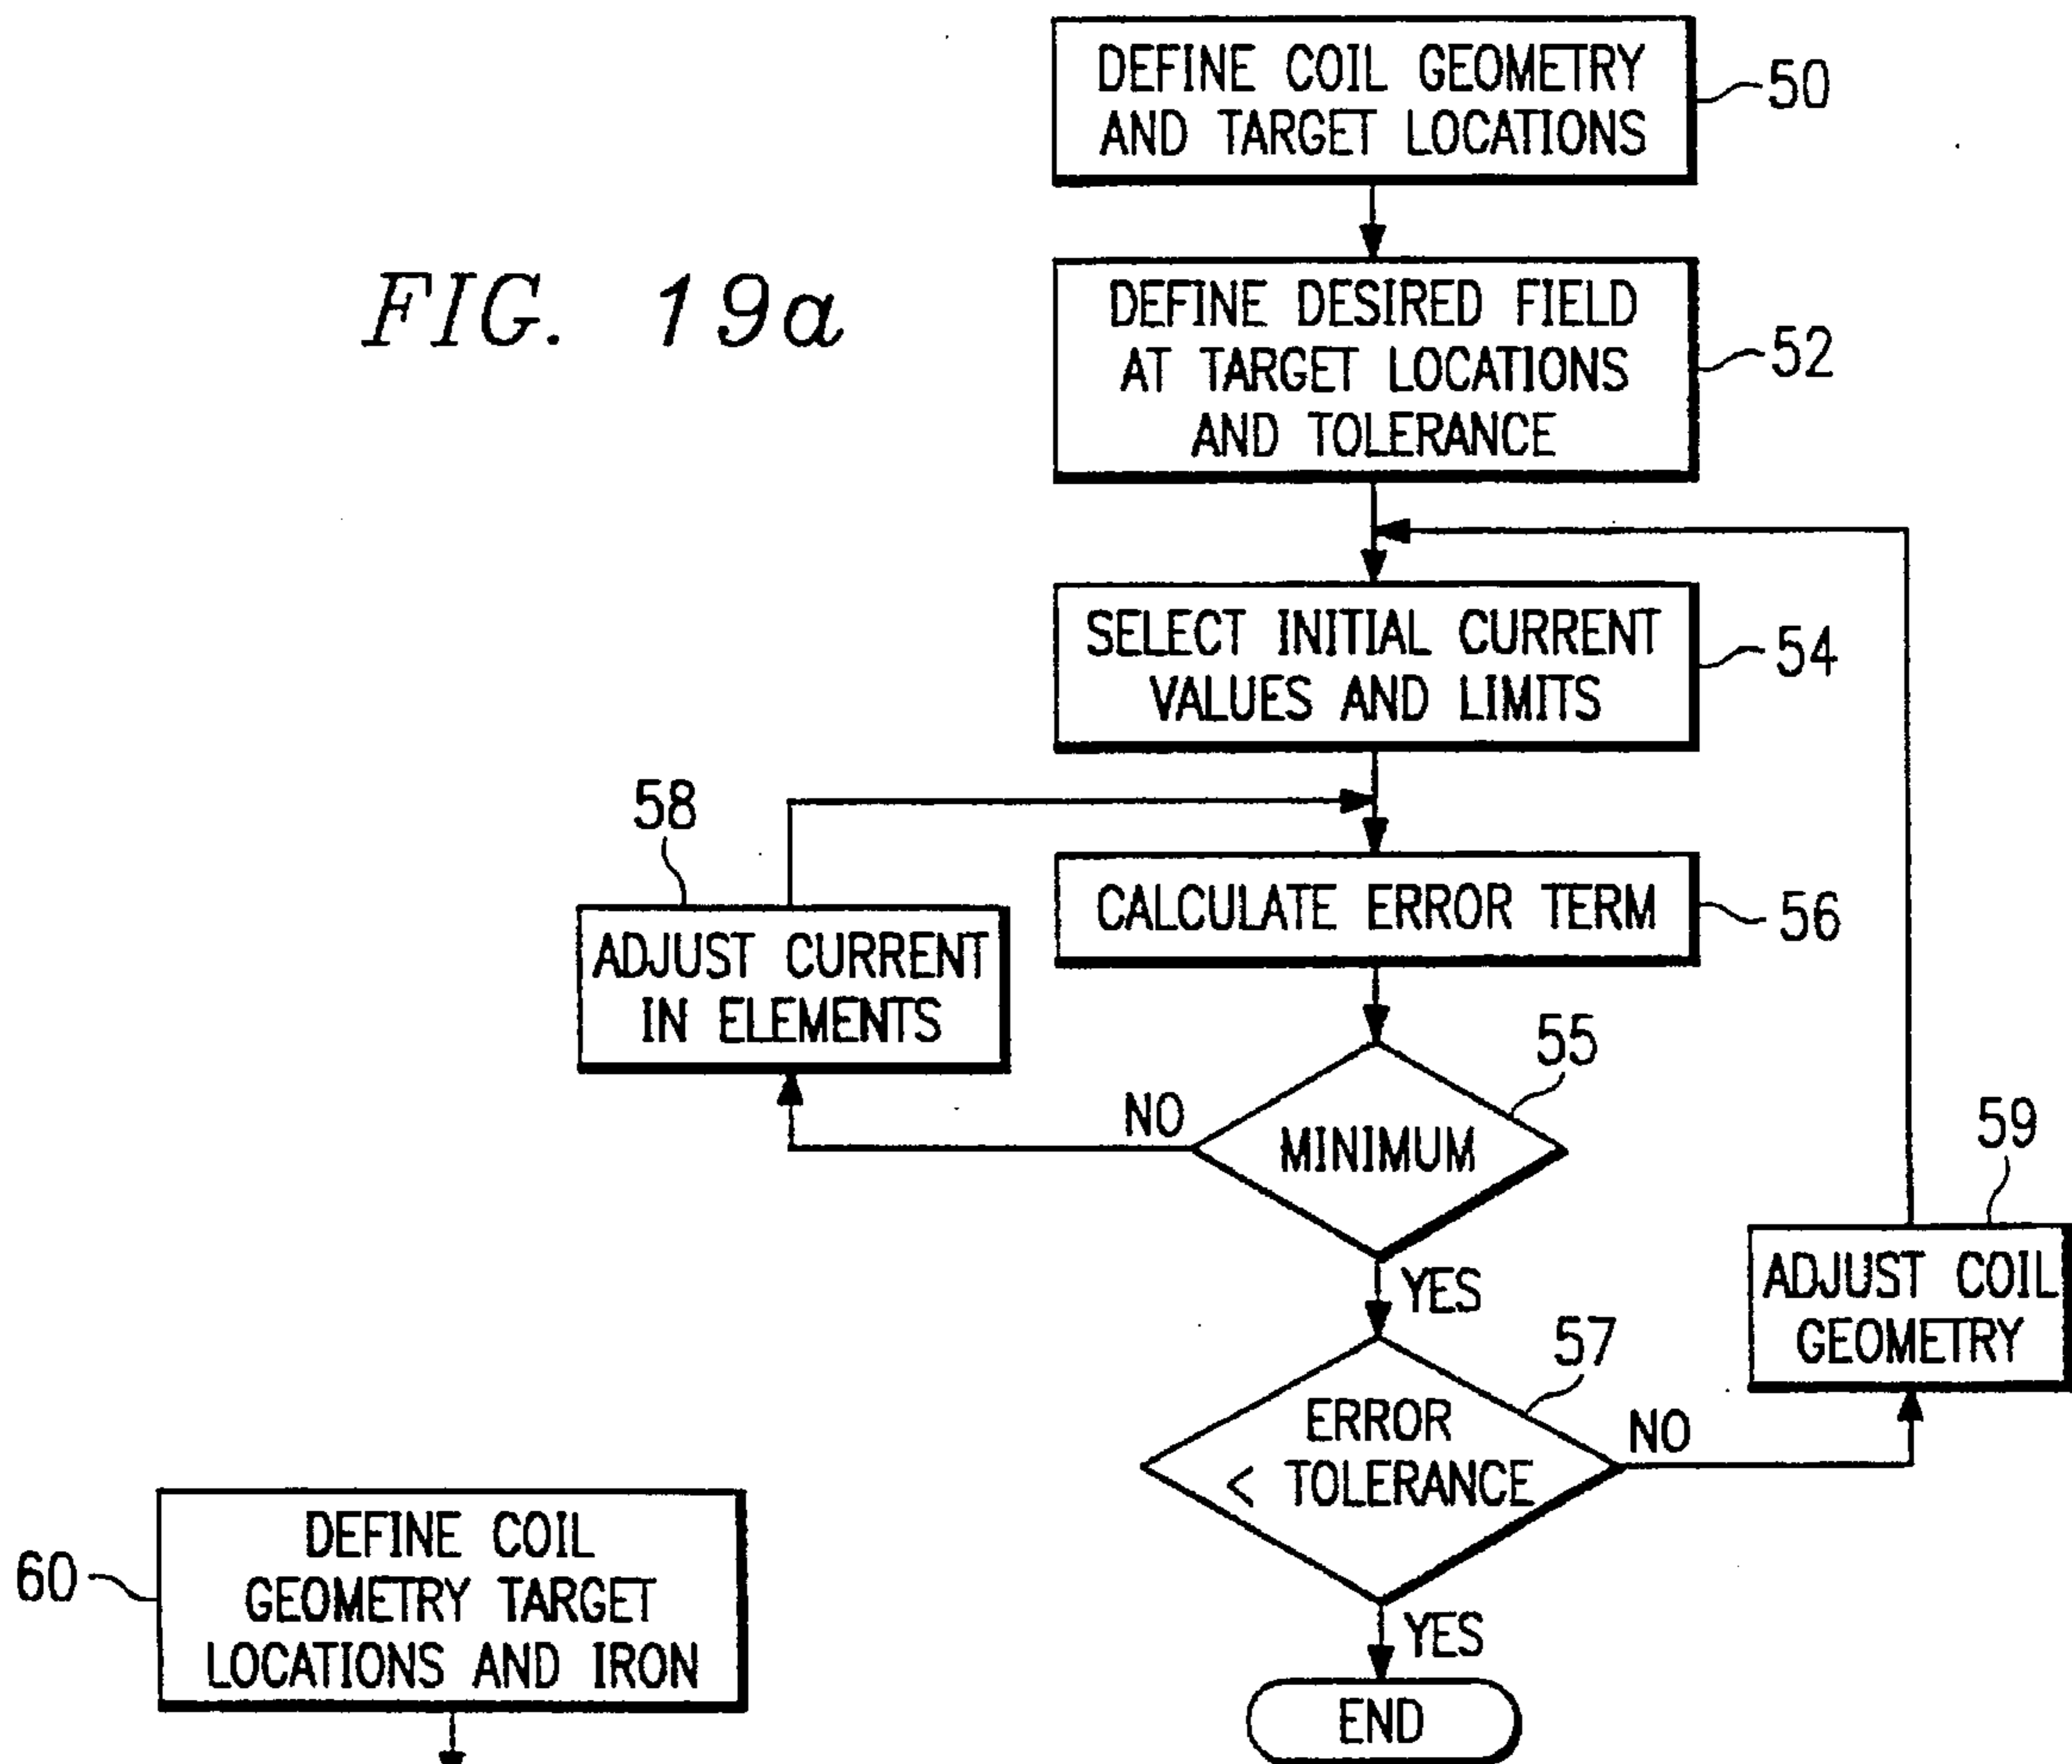 DEFINE COIL GEOMETRY
AND TARGET LOCATIONS
50
FIG. 19a
DEFINE DESIRED FIELD
AT TARGET LOCATIONS
AND TOLERANCE
52
SELECT INITIAL CURRENT
VALUES AND LIMITS
54
58
CALCULATE ERROR TERM
56
ADJUST CURRENT
IN ELEMENTS
55
NO
MINIMUM
59
YES
ADJUST COIL
GEOMETRY
57
ERROR
< TOLERANCE
NO
60
DEFINE COIL
GEOMETRY TARGET
LOCATIONS AND IRON
YES
END